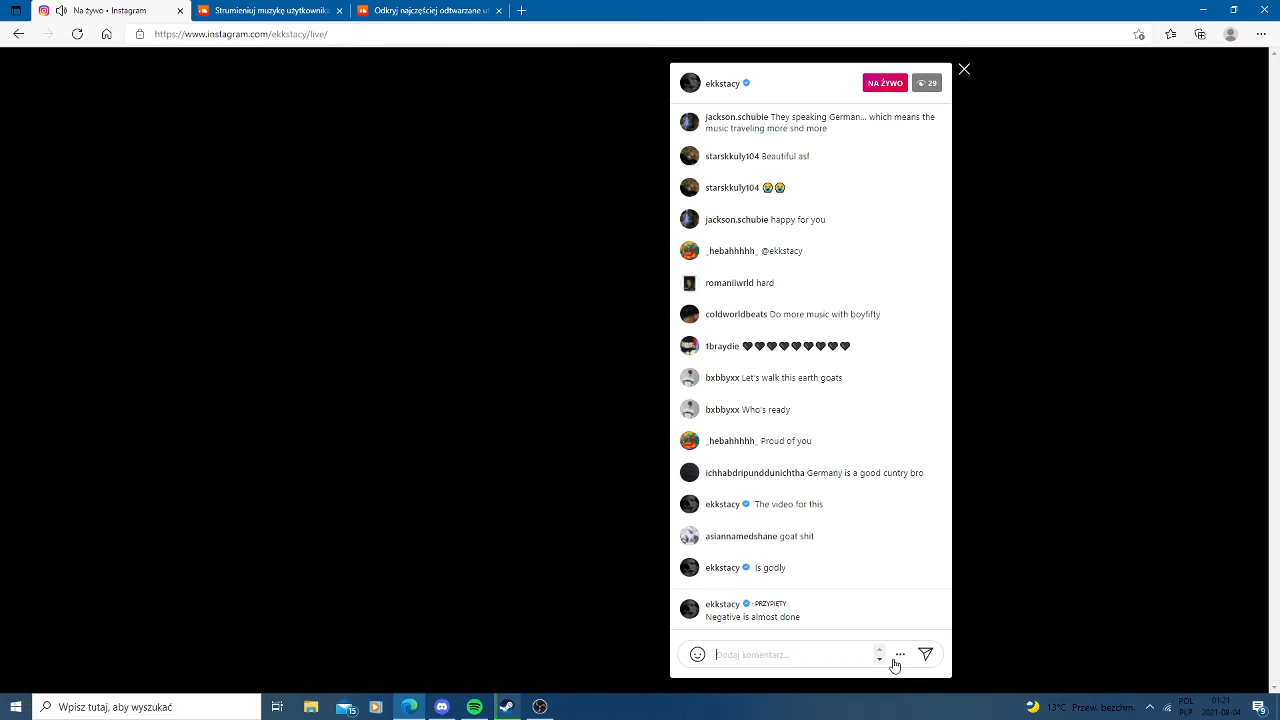 Na żywo • Instagram
Strumieniuj muzykę użytkownika
Odkryj najczęściej odtwarzane ut
https://www.instagram.com/ekkstacy/live/
ekkstacy
NA ŻYWO
29
jackson.schubie They speaking German... which means the
music traveling more snd more
starskkuly104 Beautiful asf
starskkuly104 😭😭
jackson.schubie happy for you
_hebahhhhh_ @ekkstacy
romaniiwrld hard
coldworldbeats Do more music with boyfifty
1braydie 🖤🖤🖤🖤🖤🖤🖤🖤🖤
bxbbyxx Let's walk this earth goats
bxbbyxx Who's ready
_hebahhhhh_ Proud of you
ichhabdripunddunichtha Germany is a good cuntry bro
ekkstacy The video for this
asiannamedshane goat shit
ekkstacy Is godly
ekkstacy · PRZYPIĘTY
Negative is almost done
Dodaj komentarz...
Wpisz tutaj, aby wyszukać
13°C Przew. bezchm.
POL
PLP
01:21
2021-08-04